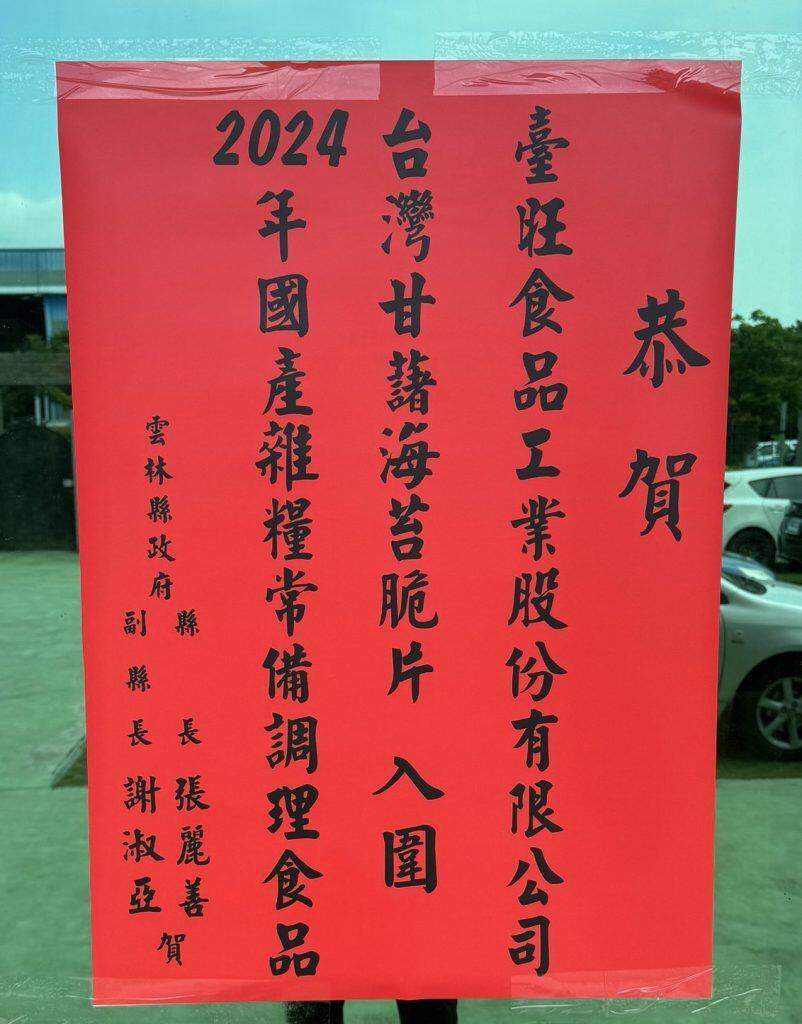 恭賀
臺旺食品工業股份有限公司
台灣甘藷海苔脆片 入圍
2024年國產雜糧常備調理食品
雲林縣政府
縣長張麗善
副縣長謝淑亞
賀